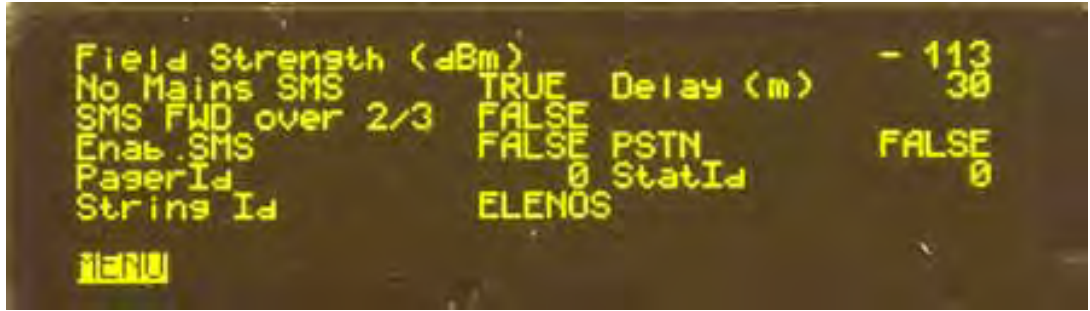 Field Strength (dBm) - 113
No Mains SMS TRUE Delay (m) 30
SMS FWD over 2/3 FALSE
Enab.SMS FALSE PSTN FALSE
PagerId 0 StatId 0
String Id ELENOS
MENU